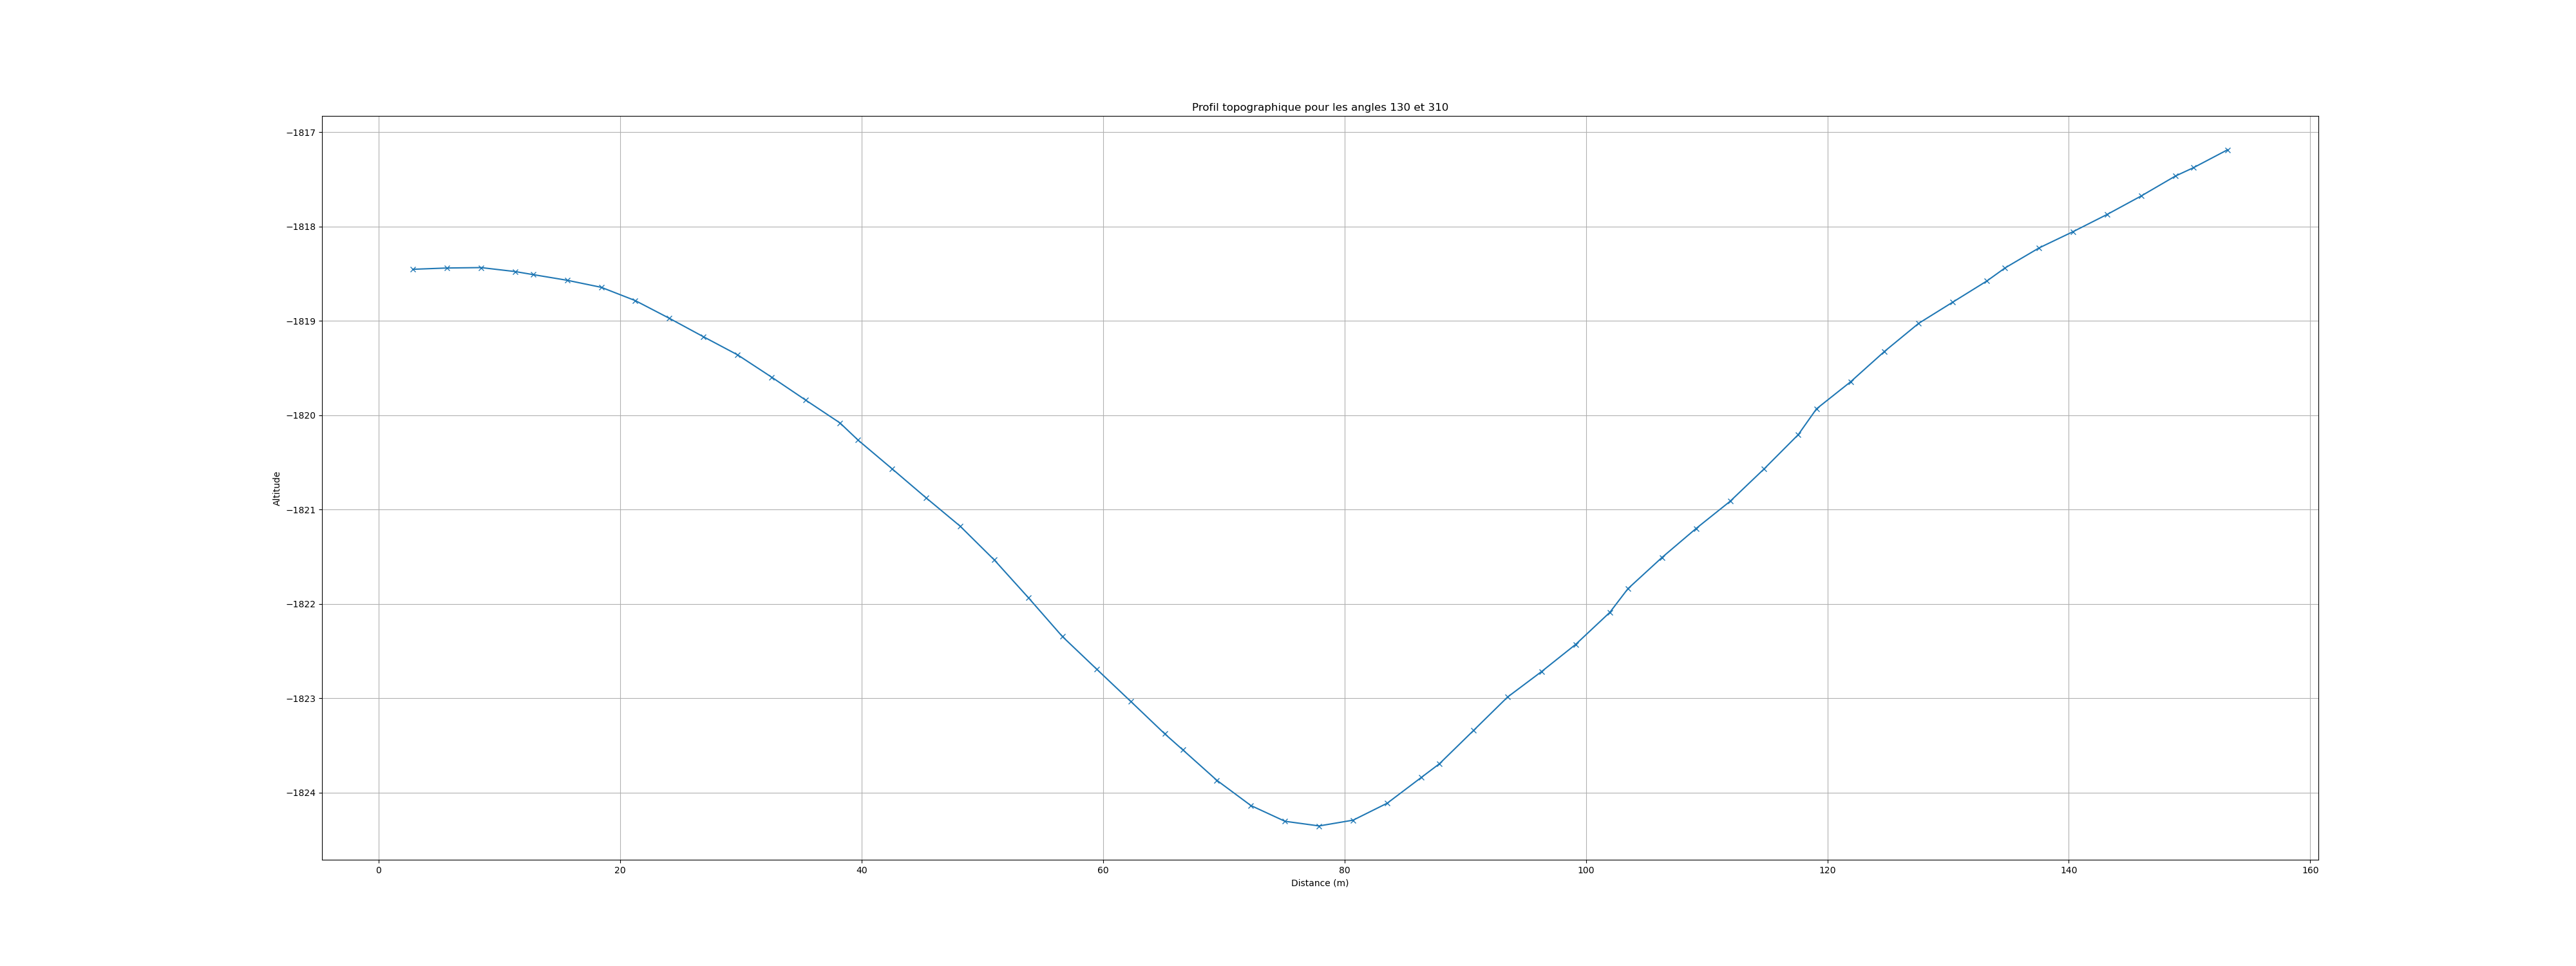 Profil topographique pour les angles 130 et 310
−1817
−1818
−1819
−1820
−1821
−1822
−1823
−1824
Altitude
0 20 40 60 80 100 120 140 160
Distance (m)